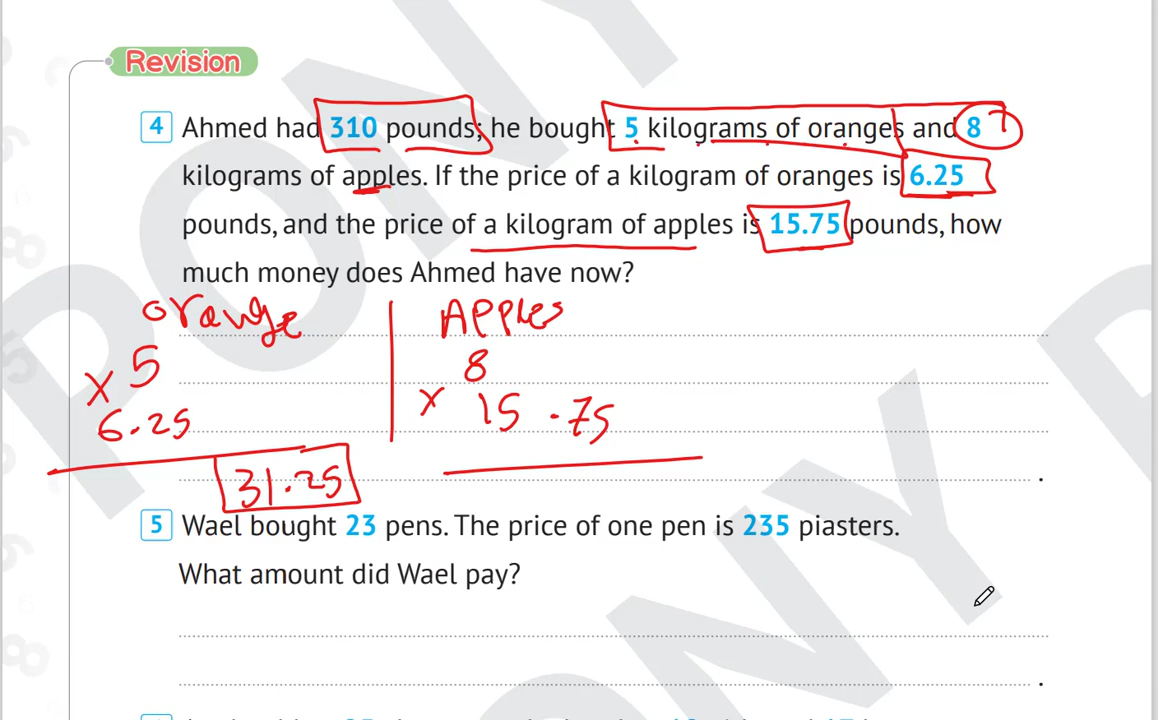 Revision
4 Ahmed had 310 pounds; he bought 5 kilograms of oranges and 8
kilograms of apples. If the price of a kilogram of oranges is 6.25
pounds, and the price of a kilogram of apples is 15.75 pounds, how
much money does Ahmed have now?
orange Apples
5 8
× 6.25 × 15.75
31.25
.
5 Wael bought 23 pens. The price of one pen is 235 piasters.
What amount did Wael pay?
.
PONY
PONY